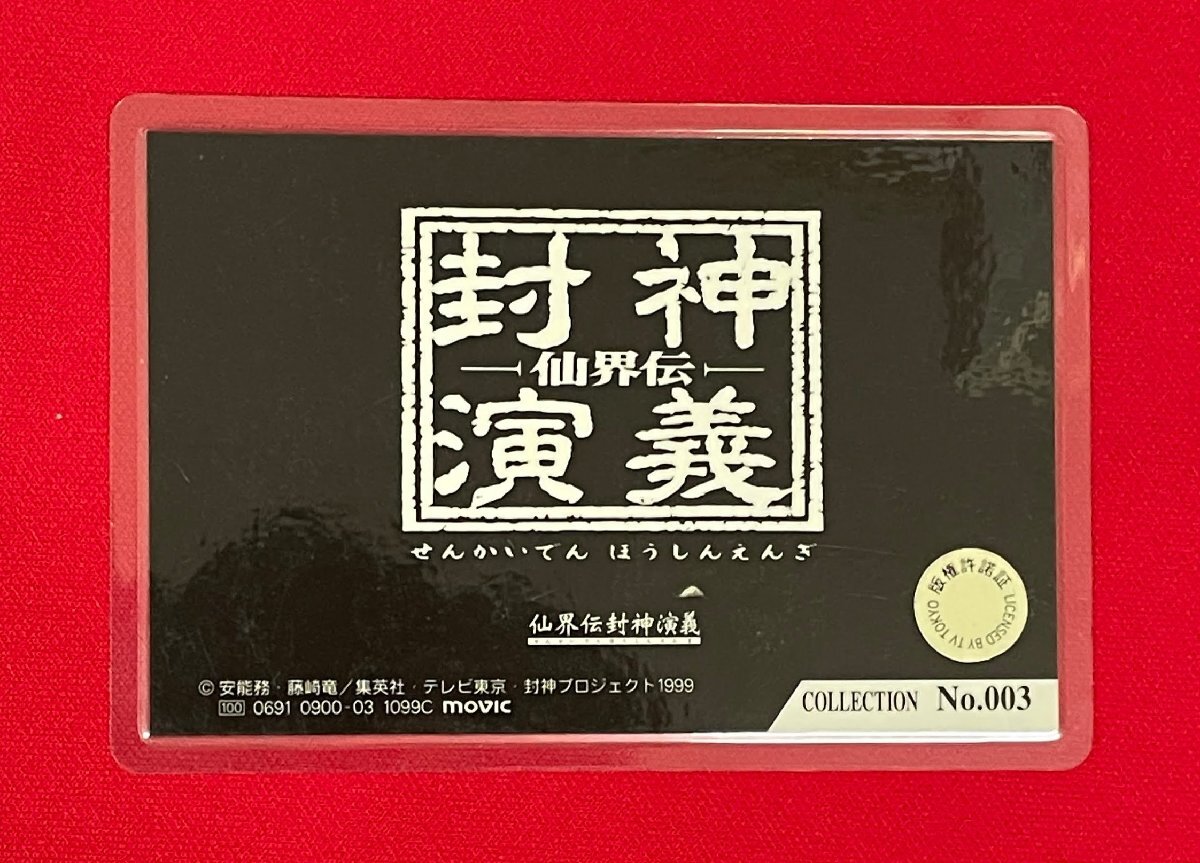 封神
仙界伝
演義
せんかいでん ほうしんえんぎ
仙界伝封神演義
版権許諾証
LICENSED BY TV TOKYO
© 安能務・藤崎竜／集英社・テレビ東京・封神プロジェクト1999
100 0691 0900-03 1099C movic
COLLECTION No.003